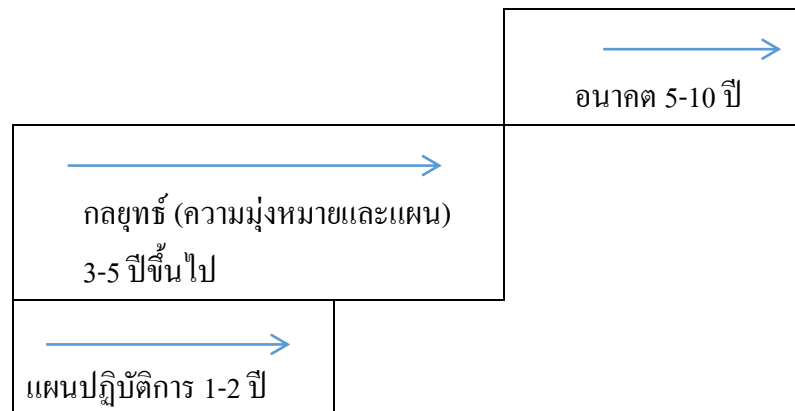 อนาคต 5-10 ปี
กลยุทธ์ (ความมุ่งหมายและแผน)
3-5 ปีขึ้นไป
แผนปฏิบัติการ 1-2 ปี